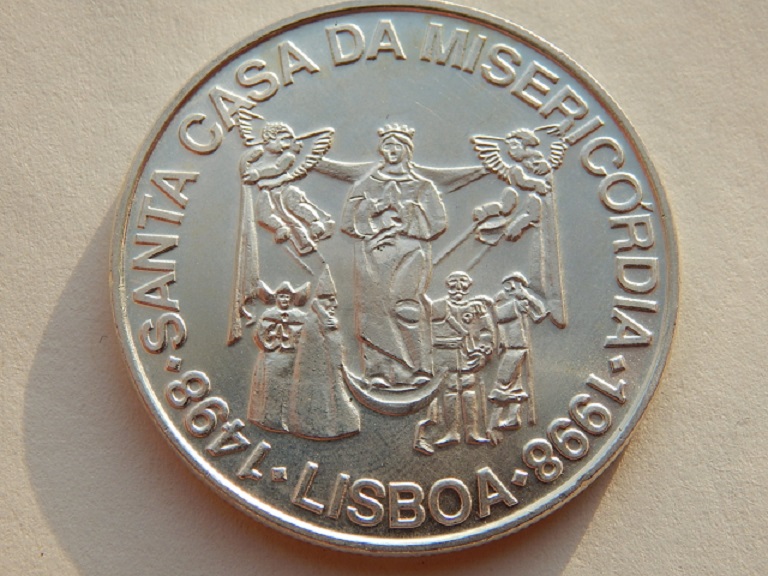 SANTA CASA DA MISERICÓRDIA · 1998
1498 · LISBOA ·